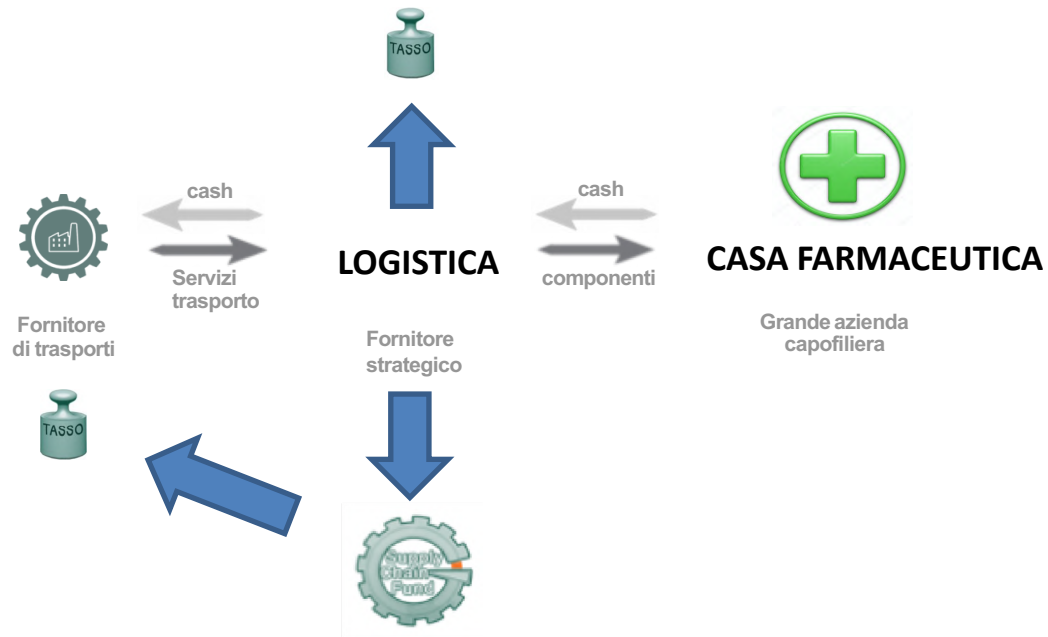 TASSO
cash
cash
LOGISTICA
CASA FARMACEUTICA
Servizi
trasporto
componenti
Fornitore
di trasporti
Fornitore
strategico
Grande azienda
capofiliera
TASSO
Supply
Chain
Fund